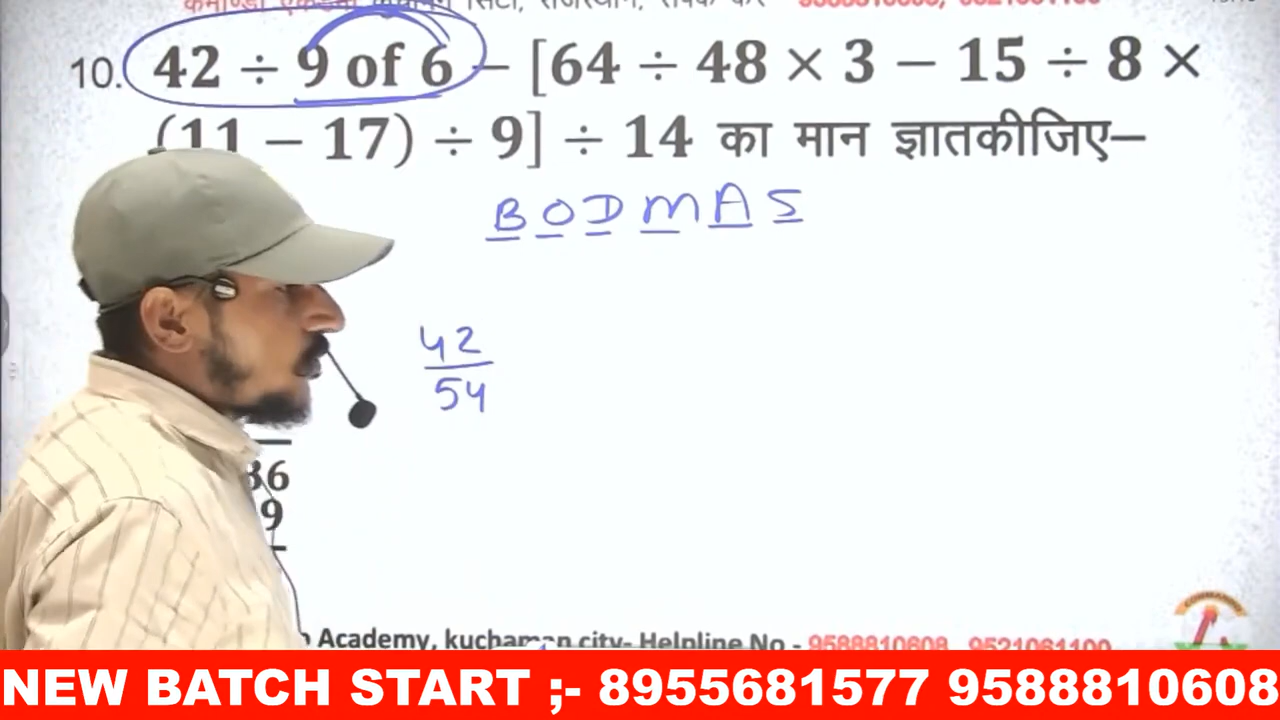 10. 42 ÷ 9 of 6 − [64 ÷ 48 × 3 − 15 ÷ 8 ×
(11 − 17) ÷ 9] ÷ 14 का मान ज्ञातकीजिए–
B O D M A S
42
54
36
9
Academy, kuchaman city- Helpline No - 9588810608, 9521061100
NEW BATCH START ;- 8955681577 9588810608